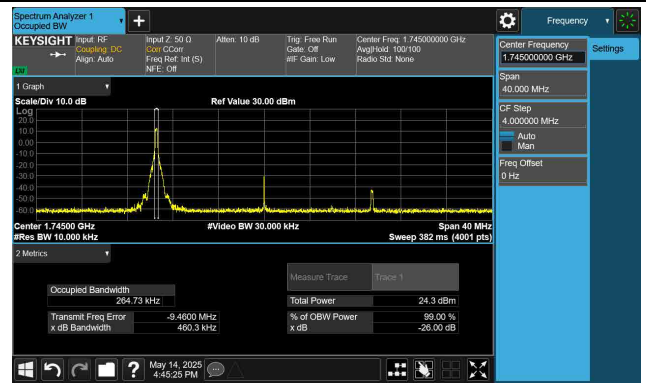 Spectrum Analyzer 1
Occupied BW
Frequency
KEYSIGHT
Input: RF
Coupling: DC
Align: Auto
Input Z: 50 Ω
Corr CCorr
Freq Ref: Int (S)
NFE: Off
Atten: 10 dB
Trig: Free Run
Gate: Off
#IF Gain: Low
Center Freq: 1.745000000 GHz
Avg|Hold: 100/100
Radio Std: None
LXI
Center Frequency
1.745000000 GHz
Settings
Span
40.000 MHz
CF Step
4.000000 MHz
Auto
Man
Freq Offset
0 Hz
1 Graph
Scale/Div 10.0 dB
Ref Value 30.00 dBm
Log
20.0
10.0
0.00
-10.0
-20.0
-30.0
-40.0
-50.0
-60.0
Center 1.74500 GHz
#Video BW 30.000 kHz
Span 40 MHz
#Res BW 10.000 kHz
Sweep 382 ms (4001 pts)
2 Metrics
Measure Trace
Trace 1
Occupied Bandwidth
264.73 kHz
Total Power
24.3 dBm
Transmit Freq Error
-9.4600 MHz
% of OBW Power
99.00 %
x dB Bandwidth
460.3 kHz
x dB
-26.00 dB
May 14, 2025
4:45:25 PM